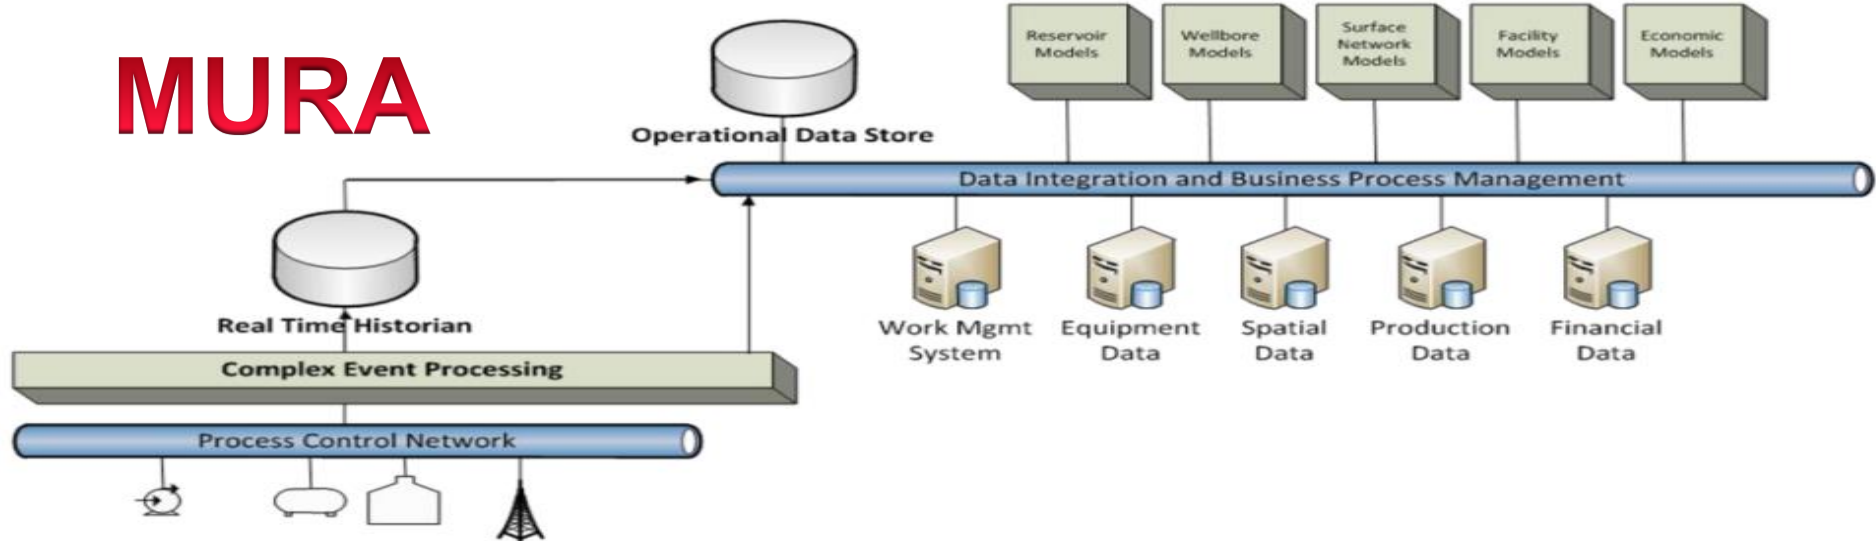 MURA
Operational Data Store
Reservoir
Models
Wellbore
Models
Surface
Network
Models
Facility
Models
Economic
Models
Data Integration and Business Process Management
Real Time Historian
Work Mgmt
System
Equipment
Data
Spatial
Data
Production
Data
Financial
Data
Complex Event Processing
Process Control Network